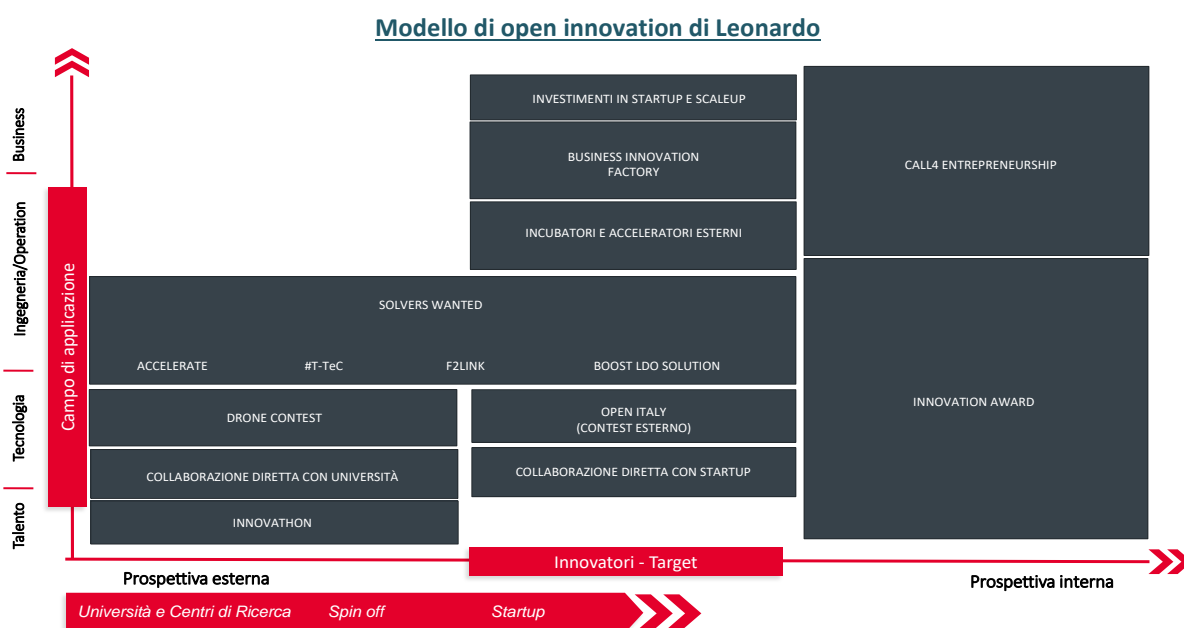 Modello di open innovation di Leonardo
Business
Ingegneria/Operation
Tecnologia
Talento
Campo di applicazione
INVESTIMENTI IN STARTUP E SCALEUP
BUSINESS INNOVATION
FACTORY
INCUBATORI E ACCELERATORI ESTERNI
CALL4 ENTREPRENEURSHIP
SOLVERS WANTED
ACCELERATE
#T-TeC
F2LINK
BOOST LDO SOLUTION
DRONE CONTEST
OPEN ITALY
(CONTEST ESTERNO)
INNOVATION AWARD
COLLABORAZIONE DIRETTA CON UNIVERSITÀ
COLLABORAZIONE DIRETTA CON STARTUP
INNOVATHON
Innovatori - Target
Prospettiva esterna
Prospettiva interna
Università e Centri di Ricerca
Spin off
Startup